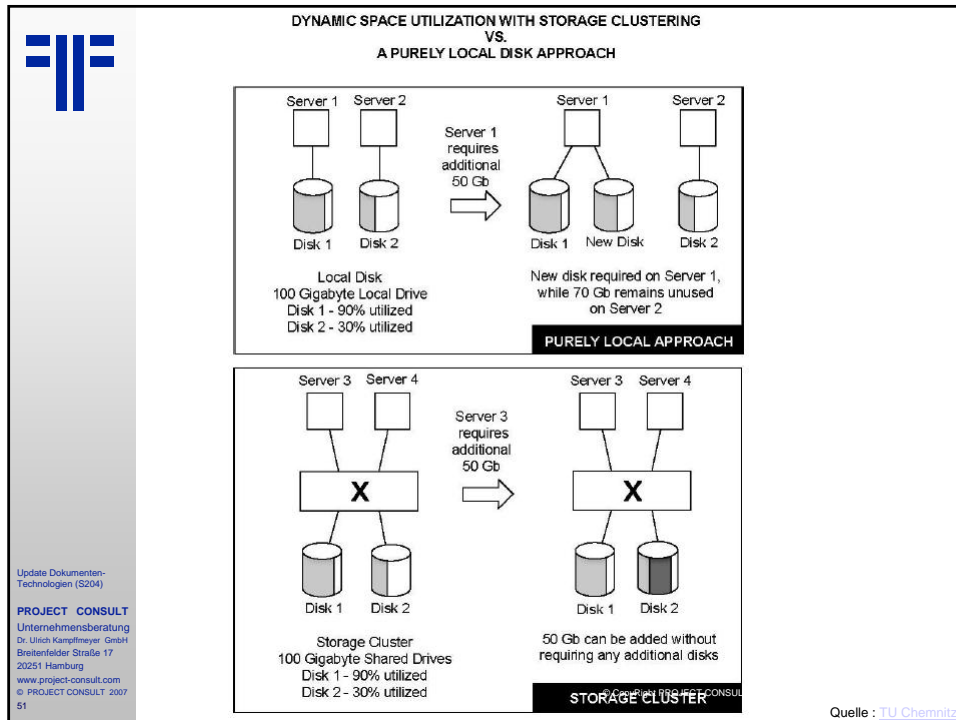 DYNAMIC SPACE UTILIZATION WITH STORAGE CLUSTERING
VS.
A PURELY LOCAL DISK APPROACH
Server 1 Server 2
Server 1
requires
additional
50 Gb
Server 1 Server 2
Disk 1 Disk 2
Disk 1 New Disk Disk 2
Local Disk
100 Gigabyte Local Drive
Disk 1 - 90% utilized
Disk 2 - 30% utilized
New disk required on Server 1,
while 70 Gb remains unused
on Server 2
PURELY LOCAL APPROACH
Server 3 Server 4
Server 3
requires
additional
50 Gb
Server 3 Server 4
X
X
Disk 1 Disk 2
Disk 1 Disk 2
Storage Cluster
100 Gigabyte Shared Drives
Disk 1 - 90% utilized
Disk 2 - 30% utilized
50 Gb can be added without
requiring any additional disks
STORAGE CLUSTER
© CopyRight PROJECT CONSUL
Update Dokumenten-
Technologien (S204)
PROJECT CONSULT
Unternehmensberatung
Dr. Ulrich Kampffmeyer GmbH
Breitenfelder Straße 17
20251 Hamburg
www.project-consult.com
© PROJECT CONSULT 2007
51
Quelle : TU Chemnitz